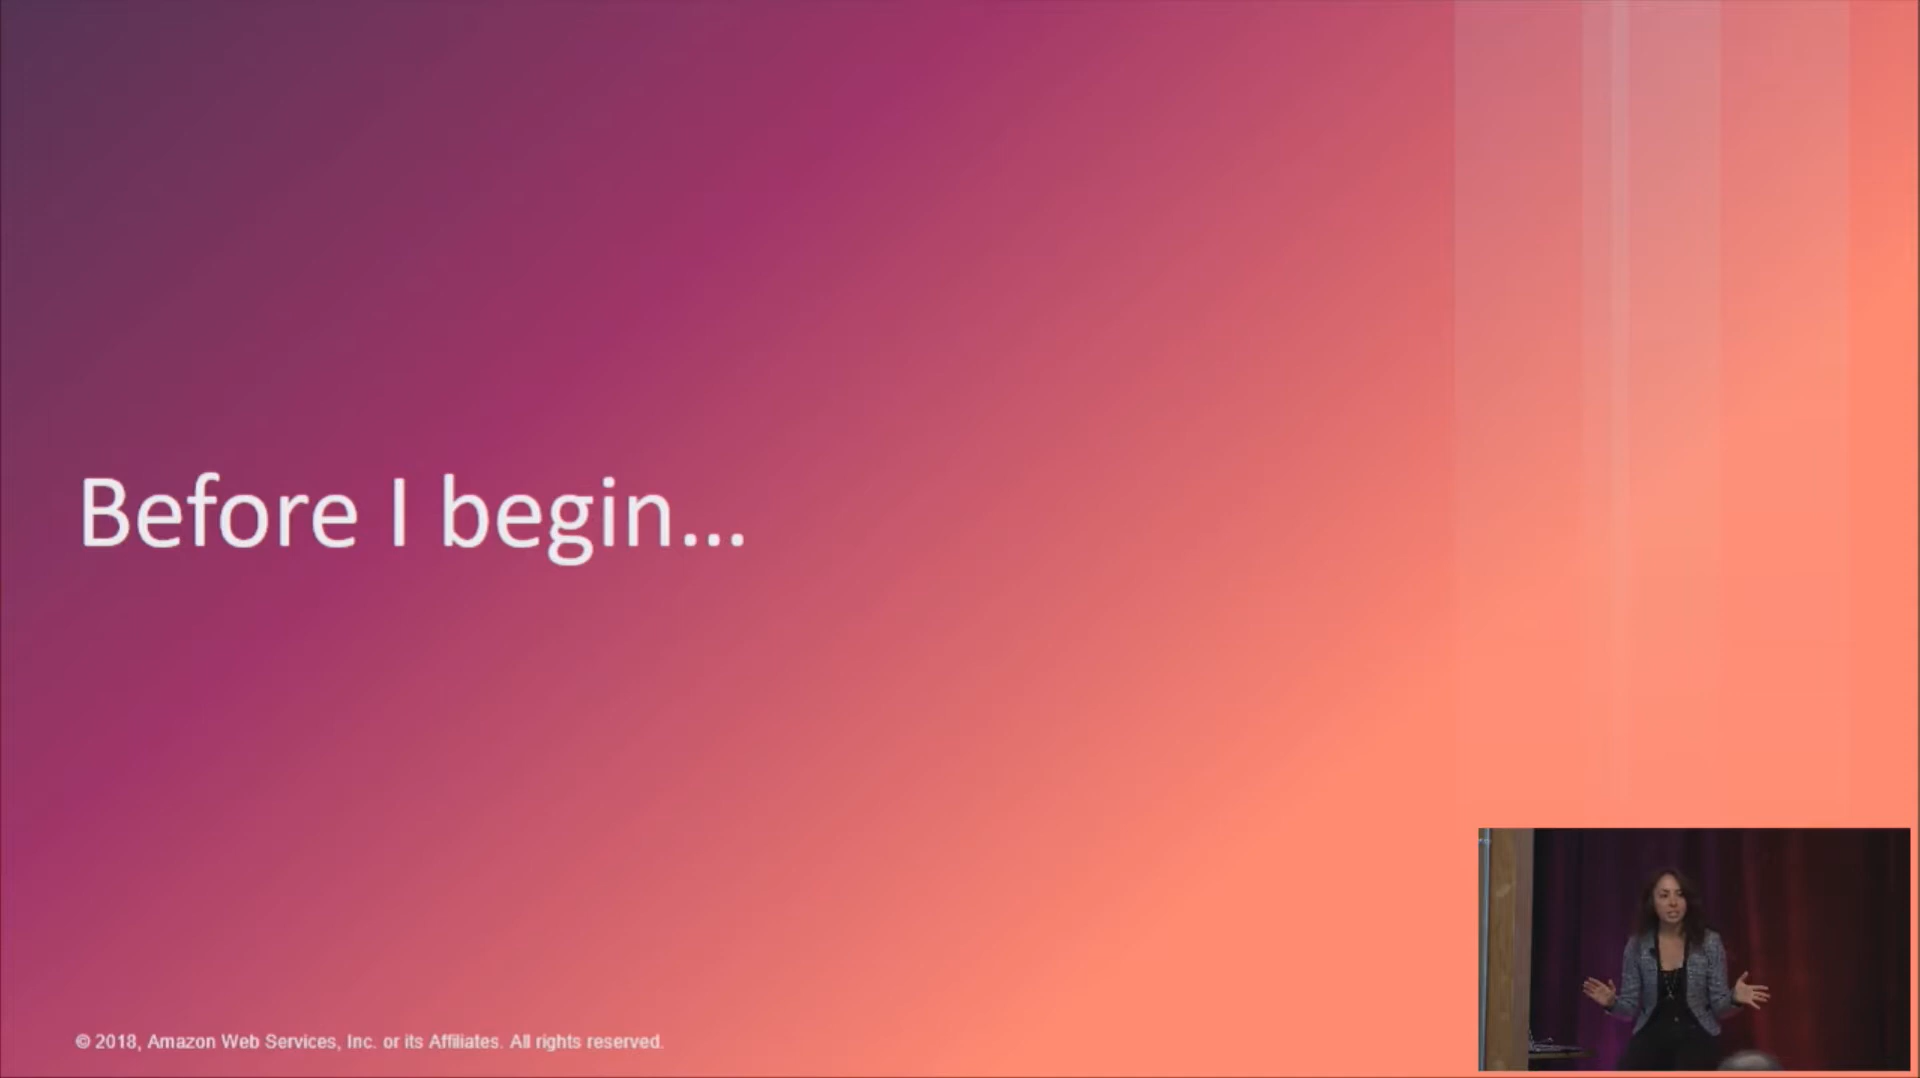 Before I begin...
© 2018, Amazon Web Services, Inc. or its Affiliates. All rights reserved.